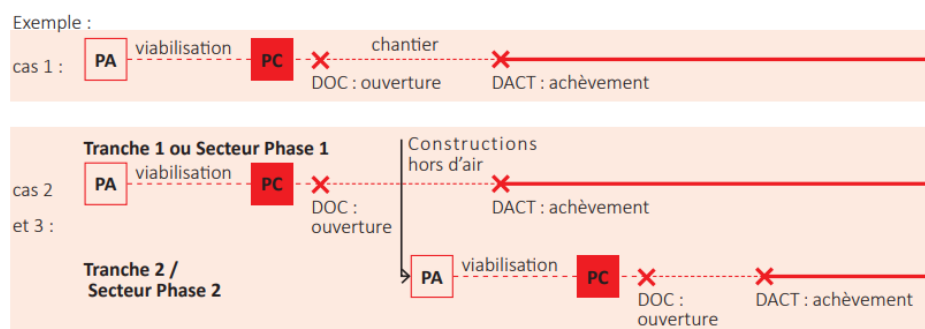 Exemple :
cas 1 :
PA
viabilisation
PC
chantier
DOC : ouverture
DACT : achèvement
Tranche 1 ou Secteur Phase 1
Constructions
hors d'air
cas 2
et 3 :
PA
viabilisation
PC
DOC :
ouverture
DACT : achèvement
Tranche 2 /
Secteur Phase 2
PA
viabilisation
PC
DOC :
ouverture
DACT : achèvement